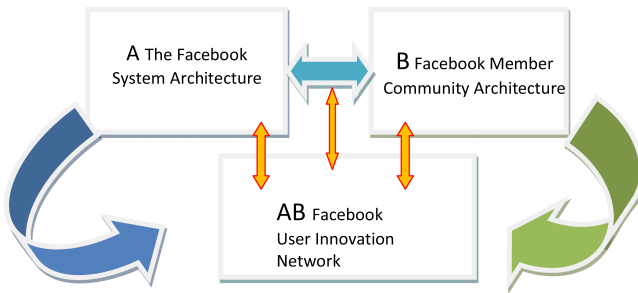 A The Facebook
System Architecture
B Facebook Member
Community Architecture
AB Facebook
User Innovation
Network